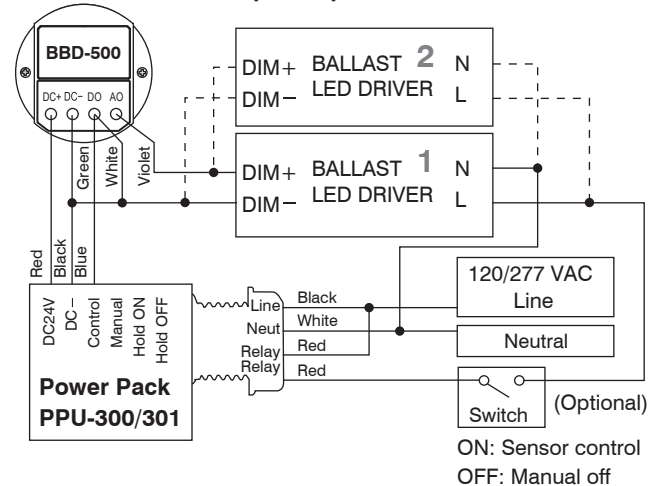 BBD-500
DC+ DC− DO AO
Green
White
Violet
Red
Black
Blue
DIM+ BALLAST 2 N
DIM− LED DRIVER L
DIM+ BALLAST 1 N
DIM− LED DRIVER L
DC24V
DC−
Control
Manual
Hold ON
Hold OFF
Power Pack
PPU-300/301
Line
Neut
Relay
Relay
Black
White
Red
Red
120/277 VAC
Line
Neutral
Switch
(Optional)
ON: Sensor control
OFF: Manual off